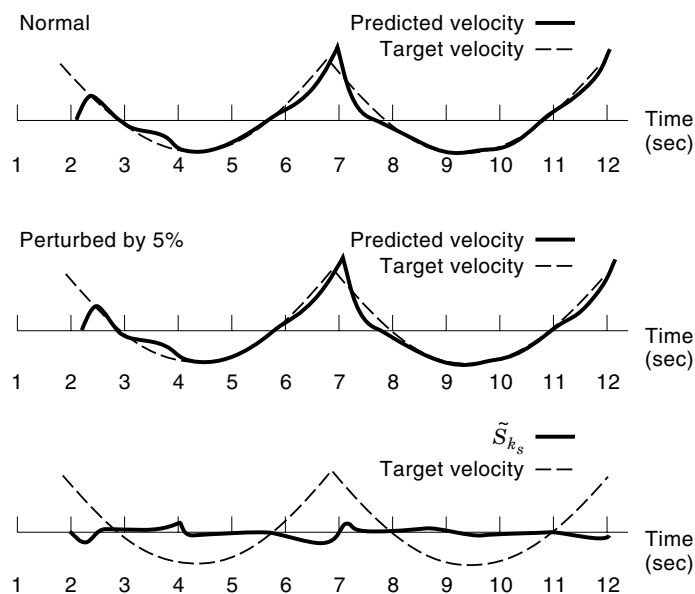 Normal
Predicted velocity
Target velocity
Time
(sec)
1 2 3 4 5 6 7 8 9 10 11 12
Perturbed by 5%
Predicted velocity
Target velocity
Time
(sec)
1 2 3 4 5 6 7 8 9 10 11 12
S̃ₖₛ
Target velocity
Time
(sec)
1 2 3 4 5 6 7 8 9 10 11 12